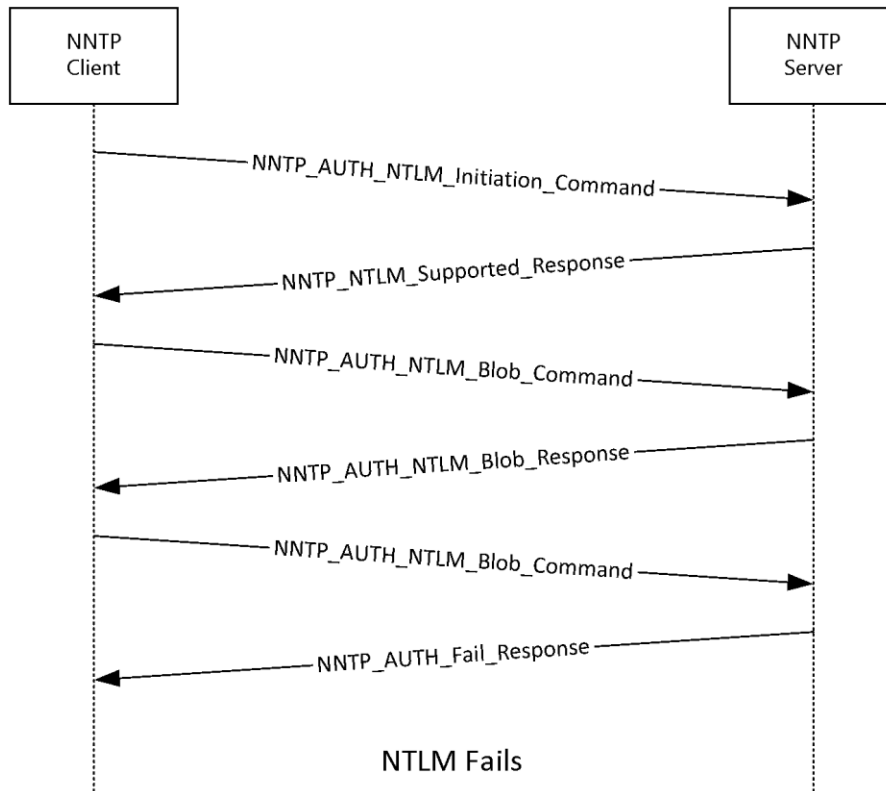 NNTP
Client
NNTP
Server
NNTP_AUTH_NTLM_Initiation_Command
NNTP_NTLM_Supported_Response
NNTP_AUTH_NTLM_Blob_Command
NNTP_AUTH_NTLM_Blob_Response
NNTP_AUTH_NTLM_Blob_Command
NNTP_AUTH_Fail_Response
NTLM Fails